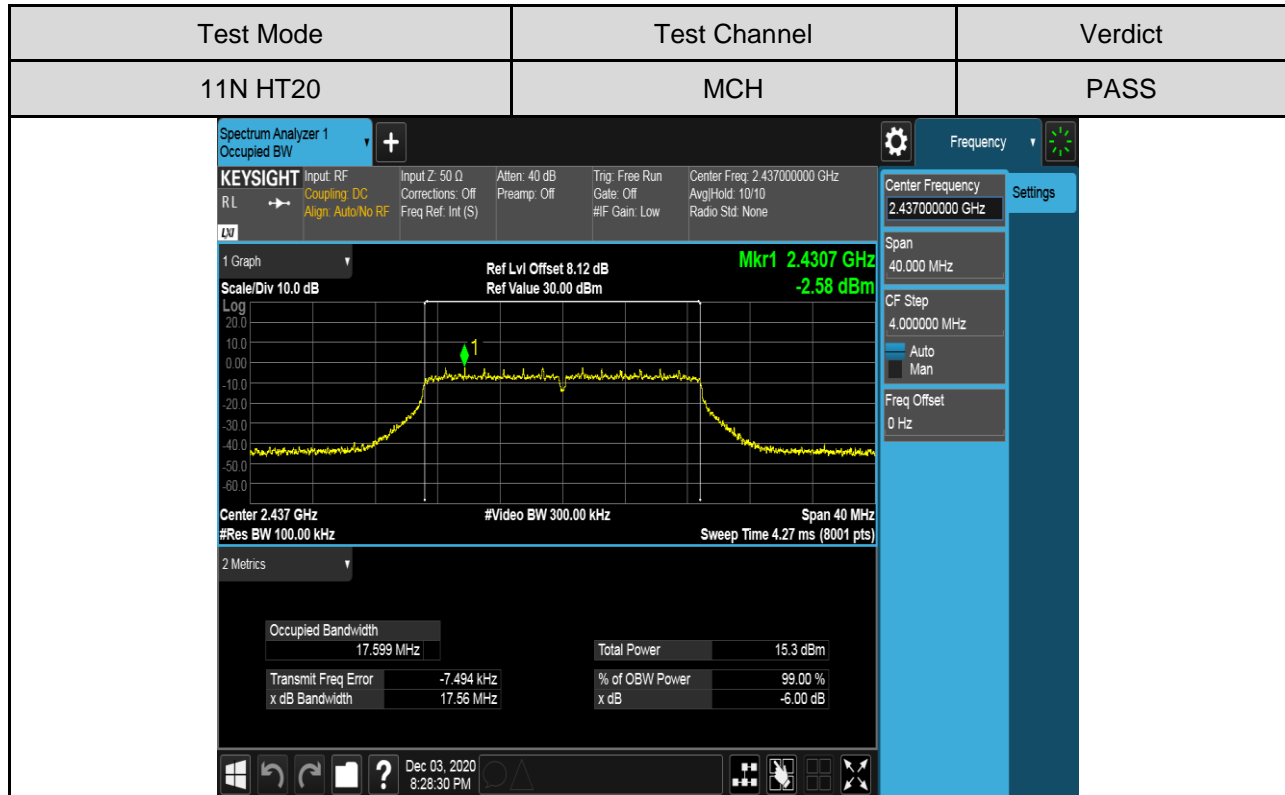 Test Mode Test Channel Verdict
11N HT20 MCH PASS
Spectrum Analyzer 1
Occupied BW
+
Frequency
KEYSIGHT Input: RF Input Z: 50 Ω Atten: 40 dB Trig: Free Run Center Freq: 2.437000000 GHz
RL Coupling: DC Corrections: Off Preamp: Off Gate: Off Avg|Hold: 10/10
Align: Auto/No RF Freq Ref: Int (S) #IF Gain: Low Radio Std: None
LXI
Center Frequency
2.437000000 GHz
Settings
Span
40.000 MHz
CF Step
4.000000 MHz
Auto
Man
Freq Offset
0 Hz
1 Graph
Ref Lvl Offset 8.12 dB
Mkr1 2.4307 GHz
Scale/Div 10.0 dB
Ref Value 30.00 dBm
-2.58 dBm
Log
20.0
10.0
1
0.00
-10.0
-20.0
-30.0
-40.0
-50.0
-60.0
Center 2.437 GHz #Video BW 300.00 kHz Span 40 MHz
#Res BW 100.00 kHz Sweep Time 4.27 ms (8001 pts)
2 Metrics
Occupied Bandwidth
17.599 MHz Total Power 15.3 dBm
Transmit Freq Error -7.494 kHz % of OBW Power 99.00 %
x dB Bandwidth 17.56 MHz x dB -6.00 dB
?
Dec 03, 2020
8:28:30 PM